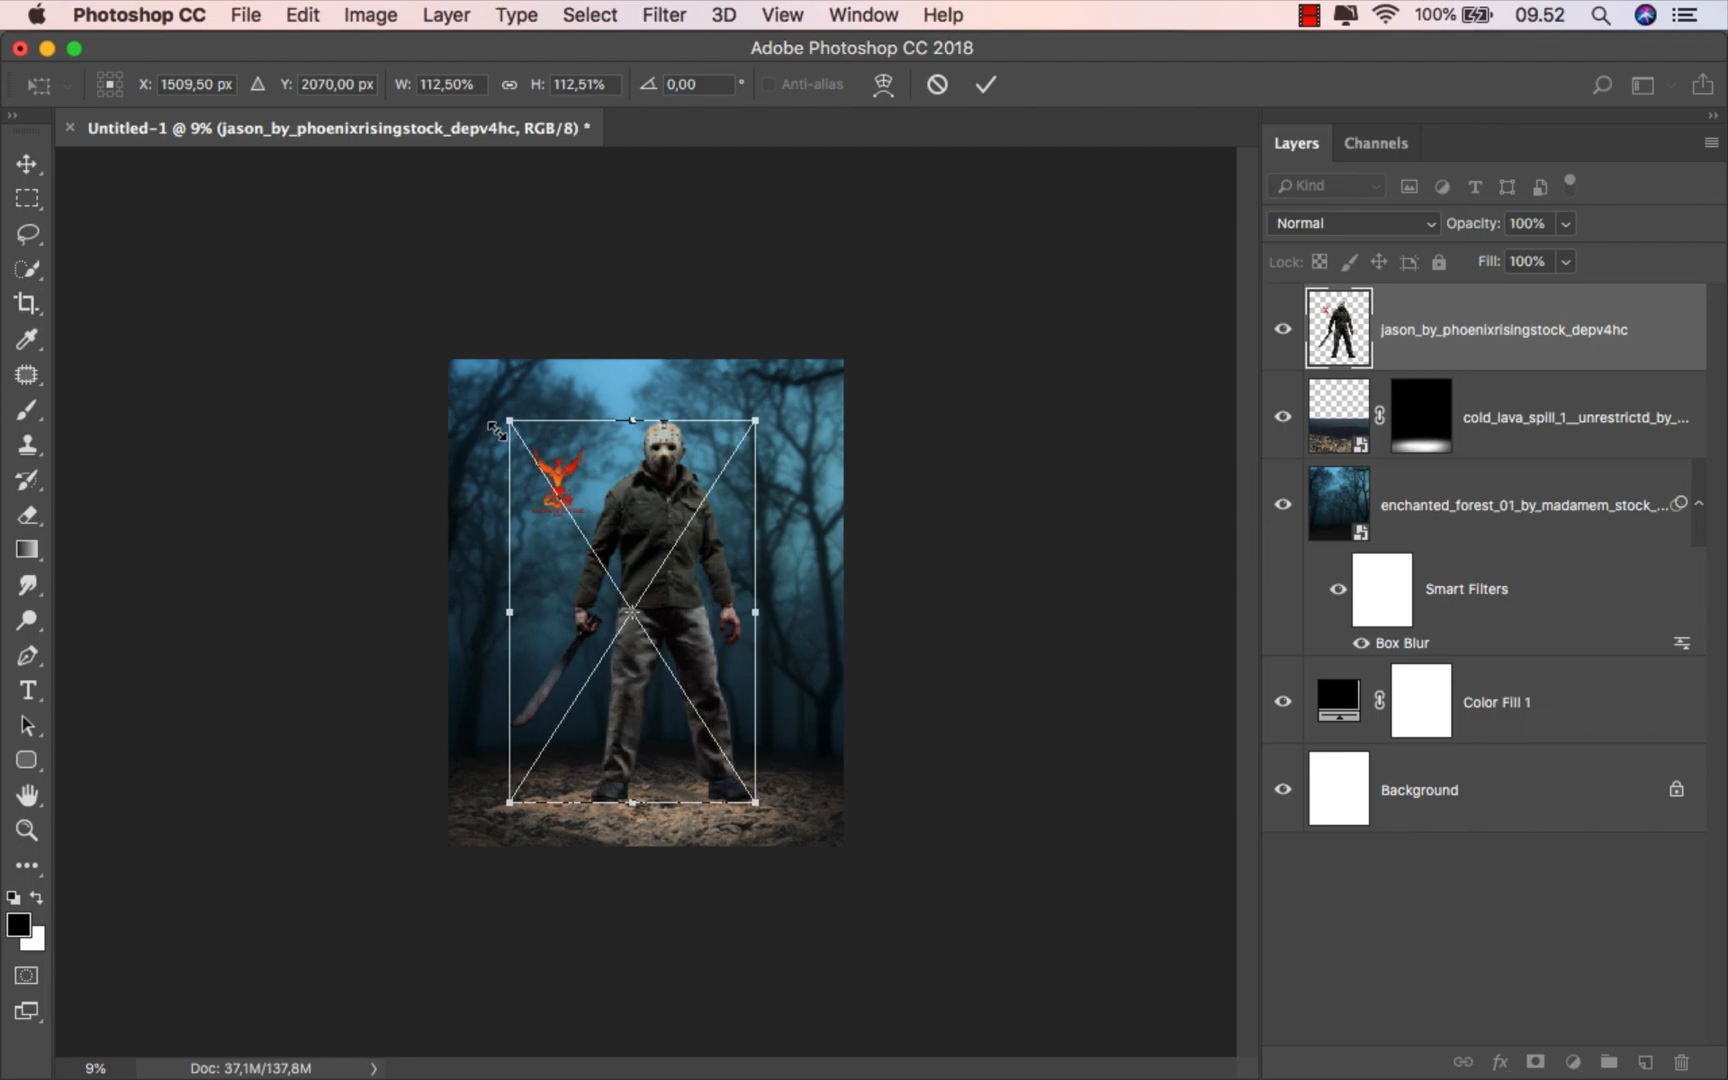 Photoshop CC File Edit Image Layer Type Select Filter 3D View Window Help 100% 09.52
Adobe Photoshop CC 2018
X: 1509,50 px Y: 2070,00 px W: 112,50% H: 112,51% 0,00 ° Anti-alias
Untitled-1 @ 9% (jason_by_phoenixrisingstock_depv4hc, RGB/8) *
Layers Channels
Kind
Normal Opacity: 100%
Lock: Fill: 100%
jason_by_phoenixrisingstock_depv4hc
cold_lava_spill_1__unrestrictd_by_...
enchanted_forest_01_by_madamem_stock_...
Smart Filters
Box Blur
Color Fill 1
Background
9% Doc: 37,1M/137,8M